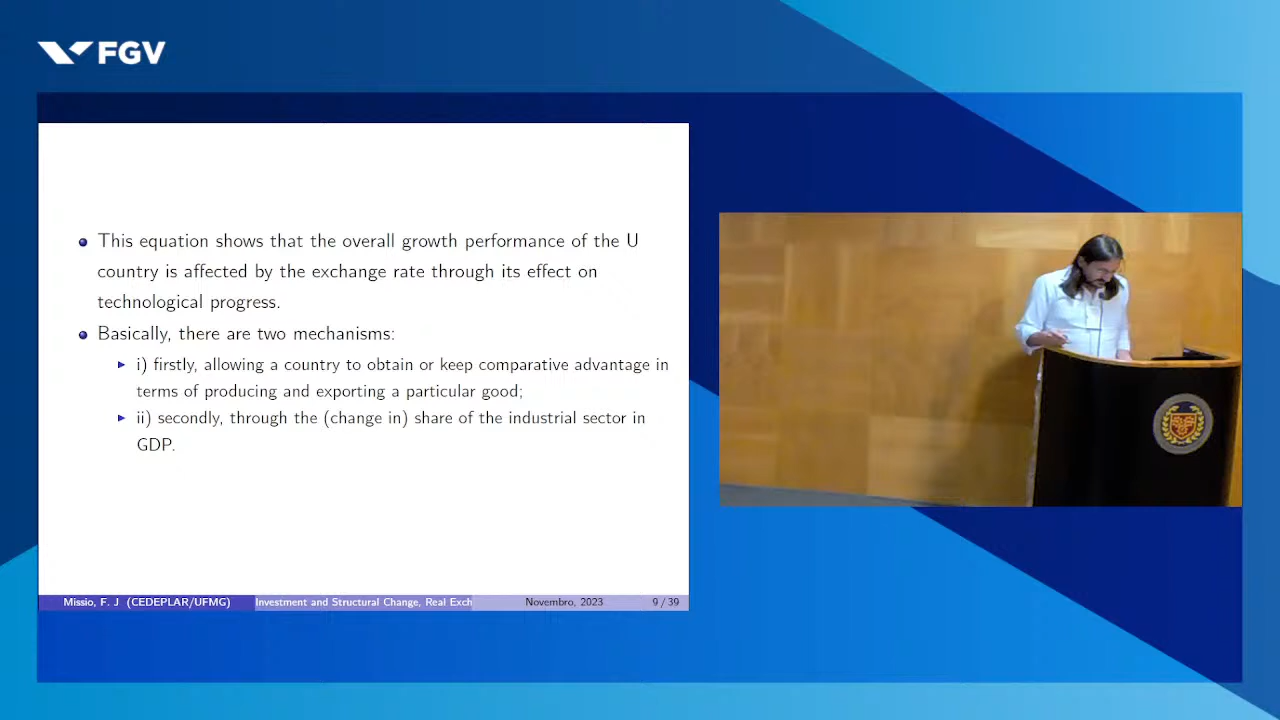 FGV
This equation shows that the overall growth performance of the U
country is affected by the exchange rate through its effect on
technological progress.
Basically, there are two mechanisms:
i) firstly, allowing a country to obtain or keep comparative advantage in
terms of producing and exporting a particular good;
ii) secondly, through the (change in) share of the industrial sector in
GDP.
Missio, F. J (CEDEPLAR/UFMG) Investment and Structural Change, Real Exch Novembro, 2023 9 / 39